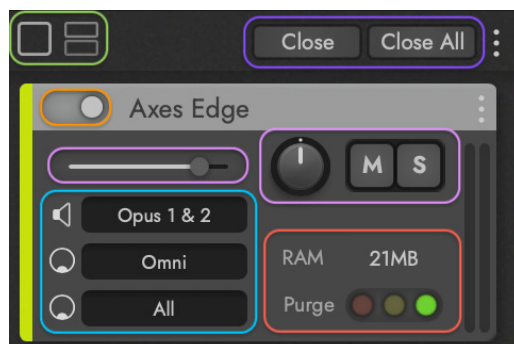 Close Close All
Axes Edge
M S
Opus 1 & 2
Omni
All
RAM 21MB
Purge